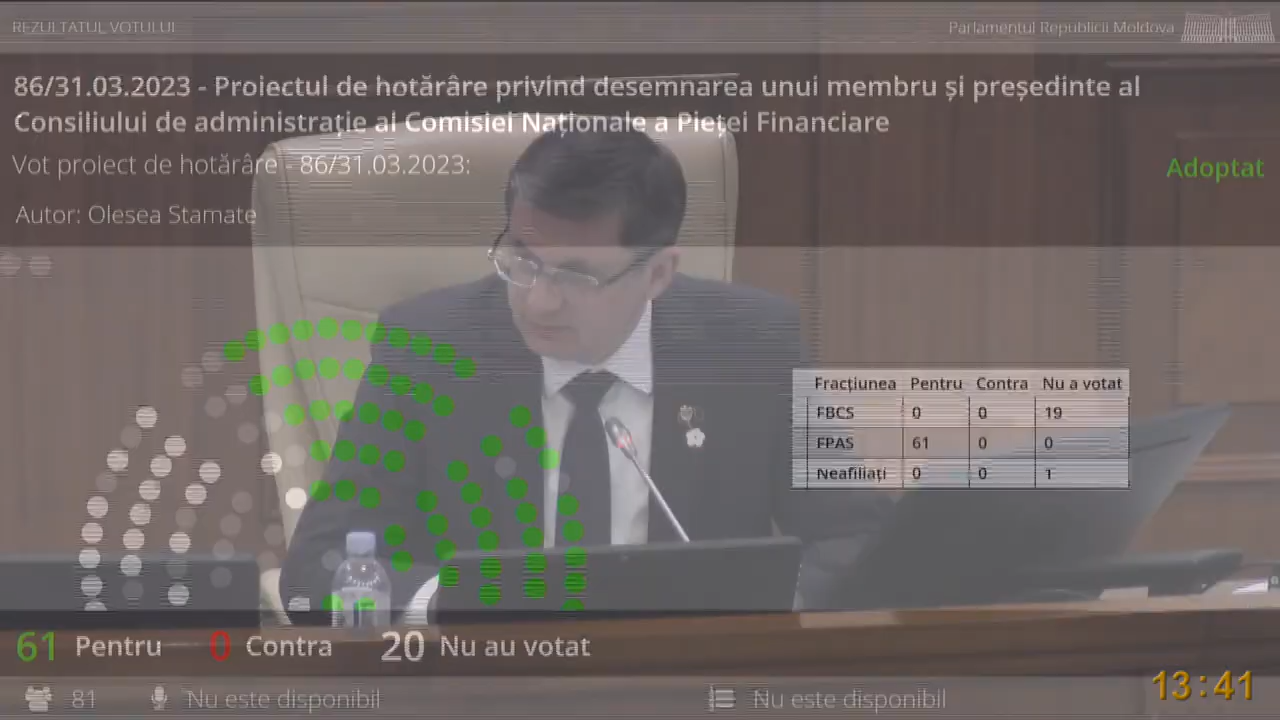 REZULTATUL VOTULUI
Parlamentul Republicii Moldova
86/31.03.2023 - Proiectul de hotărâre privind desemnarea unui membru și președinte al
Consiliului de administrație al Comisiei Naționale a Pieței Financiare
Vot proiect de hotărâre - 86/31.03.2023:
Adoptat
Autor: Olesea Stamate
Fracțiunea Pentru Contra Nu a votat
FBCS 0 0 19
FPAS 61 0 0
Neafiliați 0 0 1
61 Pentru 0 Contra 20 Nu au votat
81 Nu este disponibil Nu este disponibil
13:41